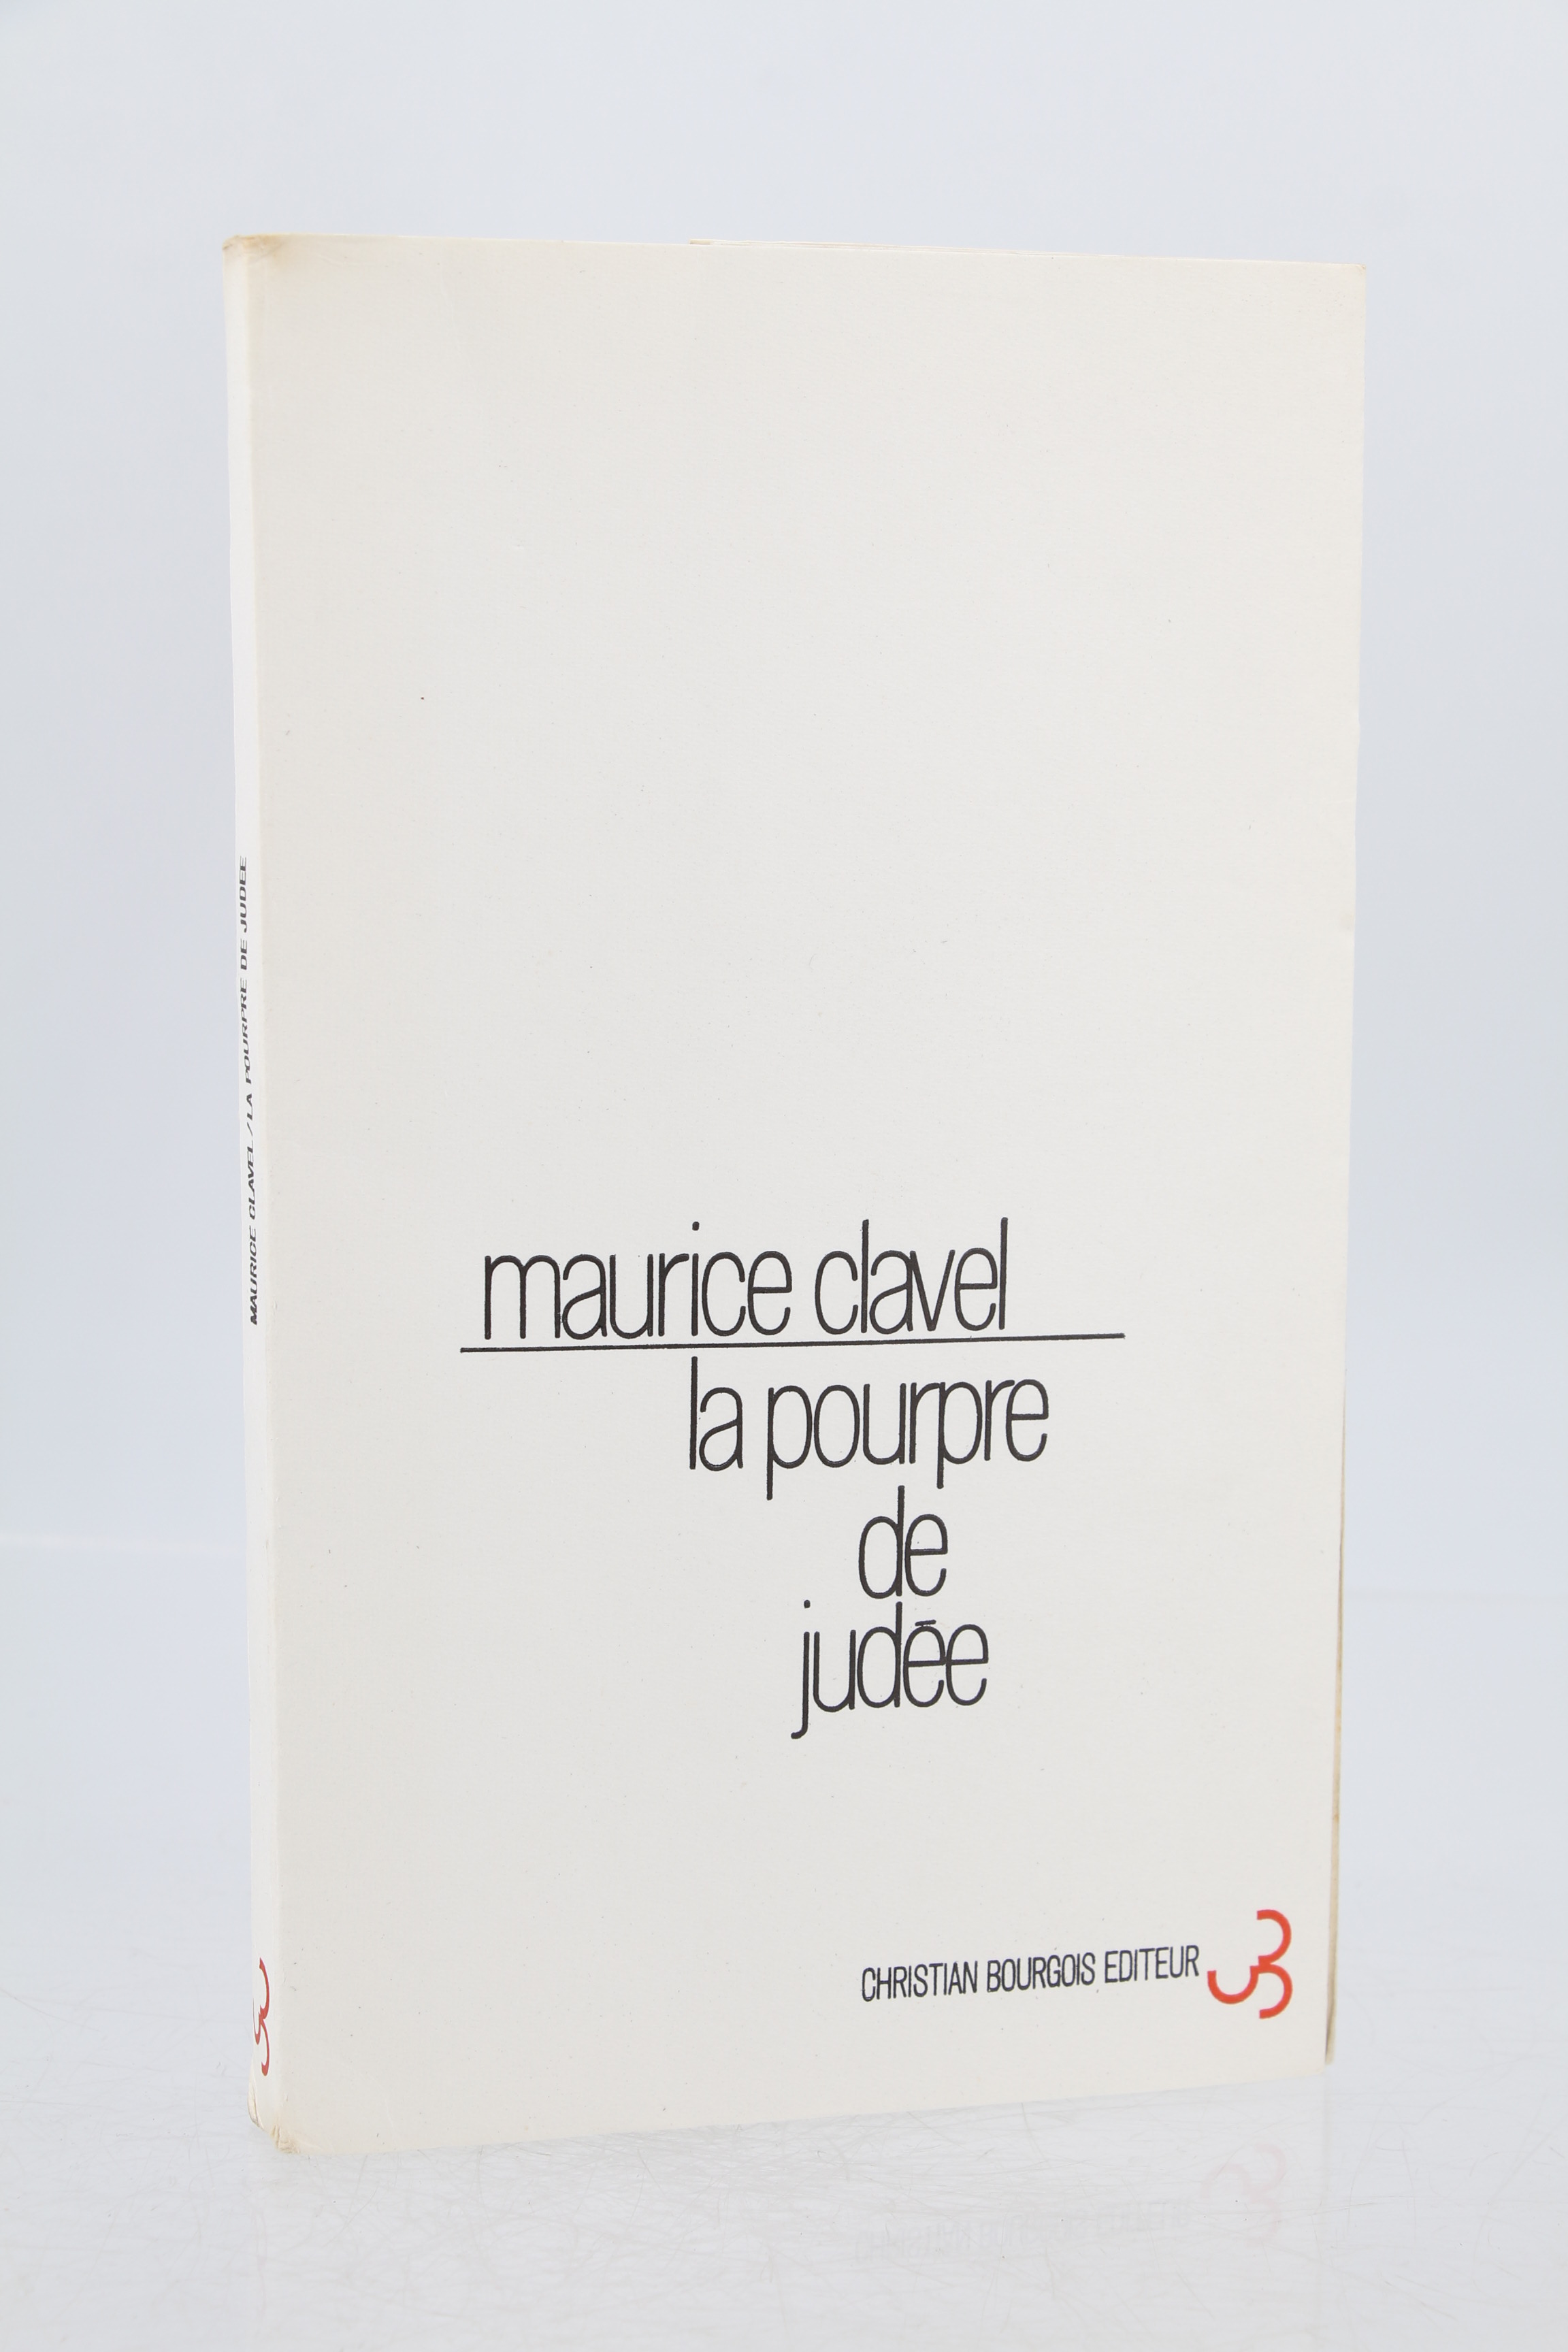 MAURICE CLAVEL / LA POURPRE DE JUDÉE
maurice clavel
la pourpre
de
judée
CHRISTIAN BOURGOIS EDITEUR